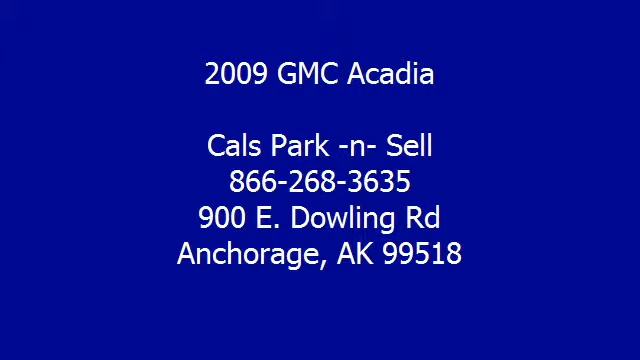 2009 GMC Acadia
Cals Park -n- Sell
866-268-3635
900 E. Dowling Rd
Anchorage, AK 99518